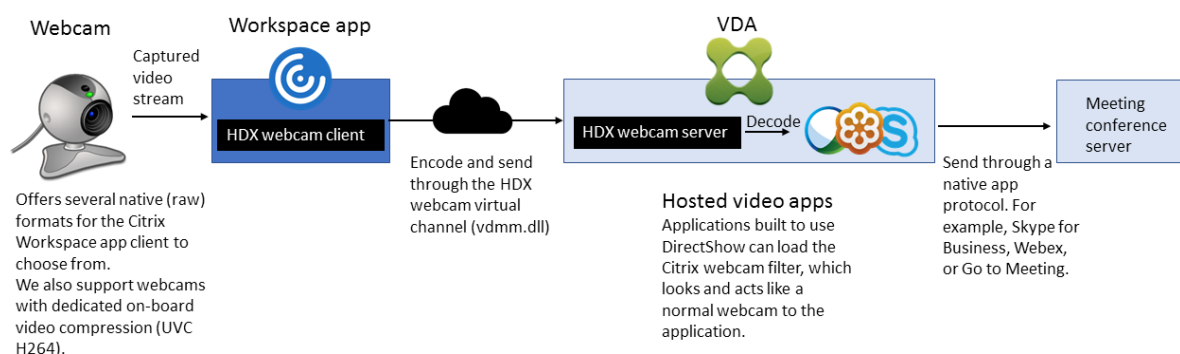 Webcam
Captured
video
stream
Offers several native (raw)
formats for the Citrix
Workspace app client to
choose from.
We also support webcams
with dedicated on-board
video compression (UVC
H264).
Workspace app
HDX webcam client
Encode and send
through the HDX
webcam virtual
channel (vdmm.dll)
VDA
HDX webcam server
Decode
S
Hosted video apps
Applications built to use
DirectShow can load the
Citrix webcam filter, which
looks and acts like a
normal webcam to the
application.
Send through a
native app
protocol. For
example, Skype for
Business, Webex,
or Go to Meeting.
Meeting
conference
server